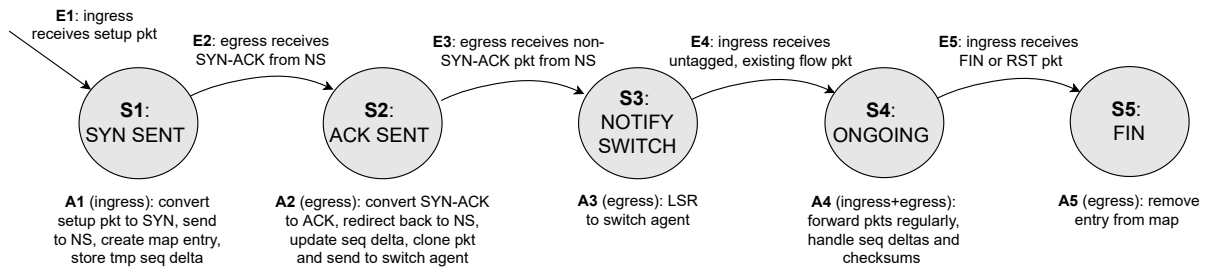 E1: ingress
receives setup pkt
E2: egress receives
SYN-ACK from NS
E3: egress receives non-
SYN-ACK pkt from NS
E4: ingress receives
untagged, existing flow pkt
E5: ingress receives
FIN or RST pkt
S1:
SYN SENT
S2:
ACK SENT
S3:
NOTIFY
SWITCH
S4:
ONGOING
S5:
FIN
A1 (ingress): convert
setup pkt to SYN, send
to NS, create map entry,
store tmp seq delta
A2 (egress): convert SYN-ACK
to ACK, redirect back to NS,
update seq delta, clone pkt
and send to switch agent
A3 (egress): LSR
to switch agent
A4 (ingress+egress):
forward pkts regularly,
handle seq deltas and
checksums
A5 (egress): remove
entry from map